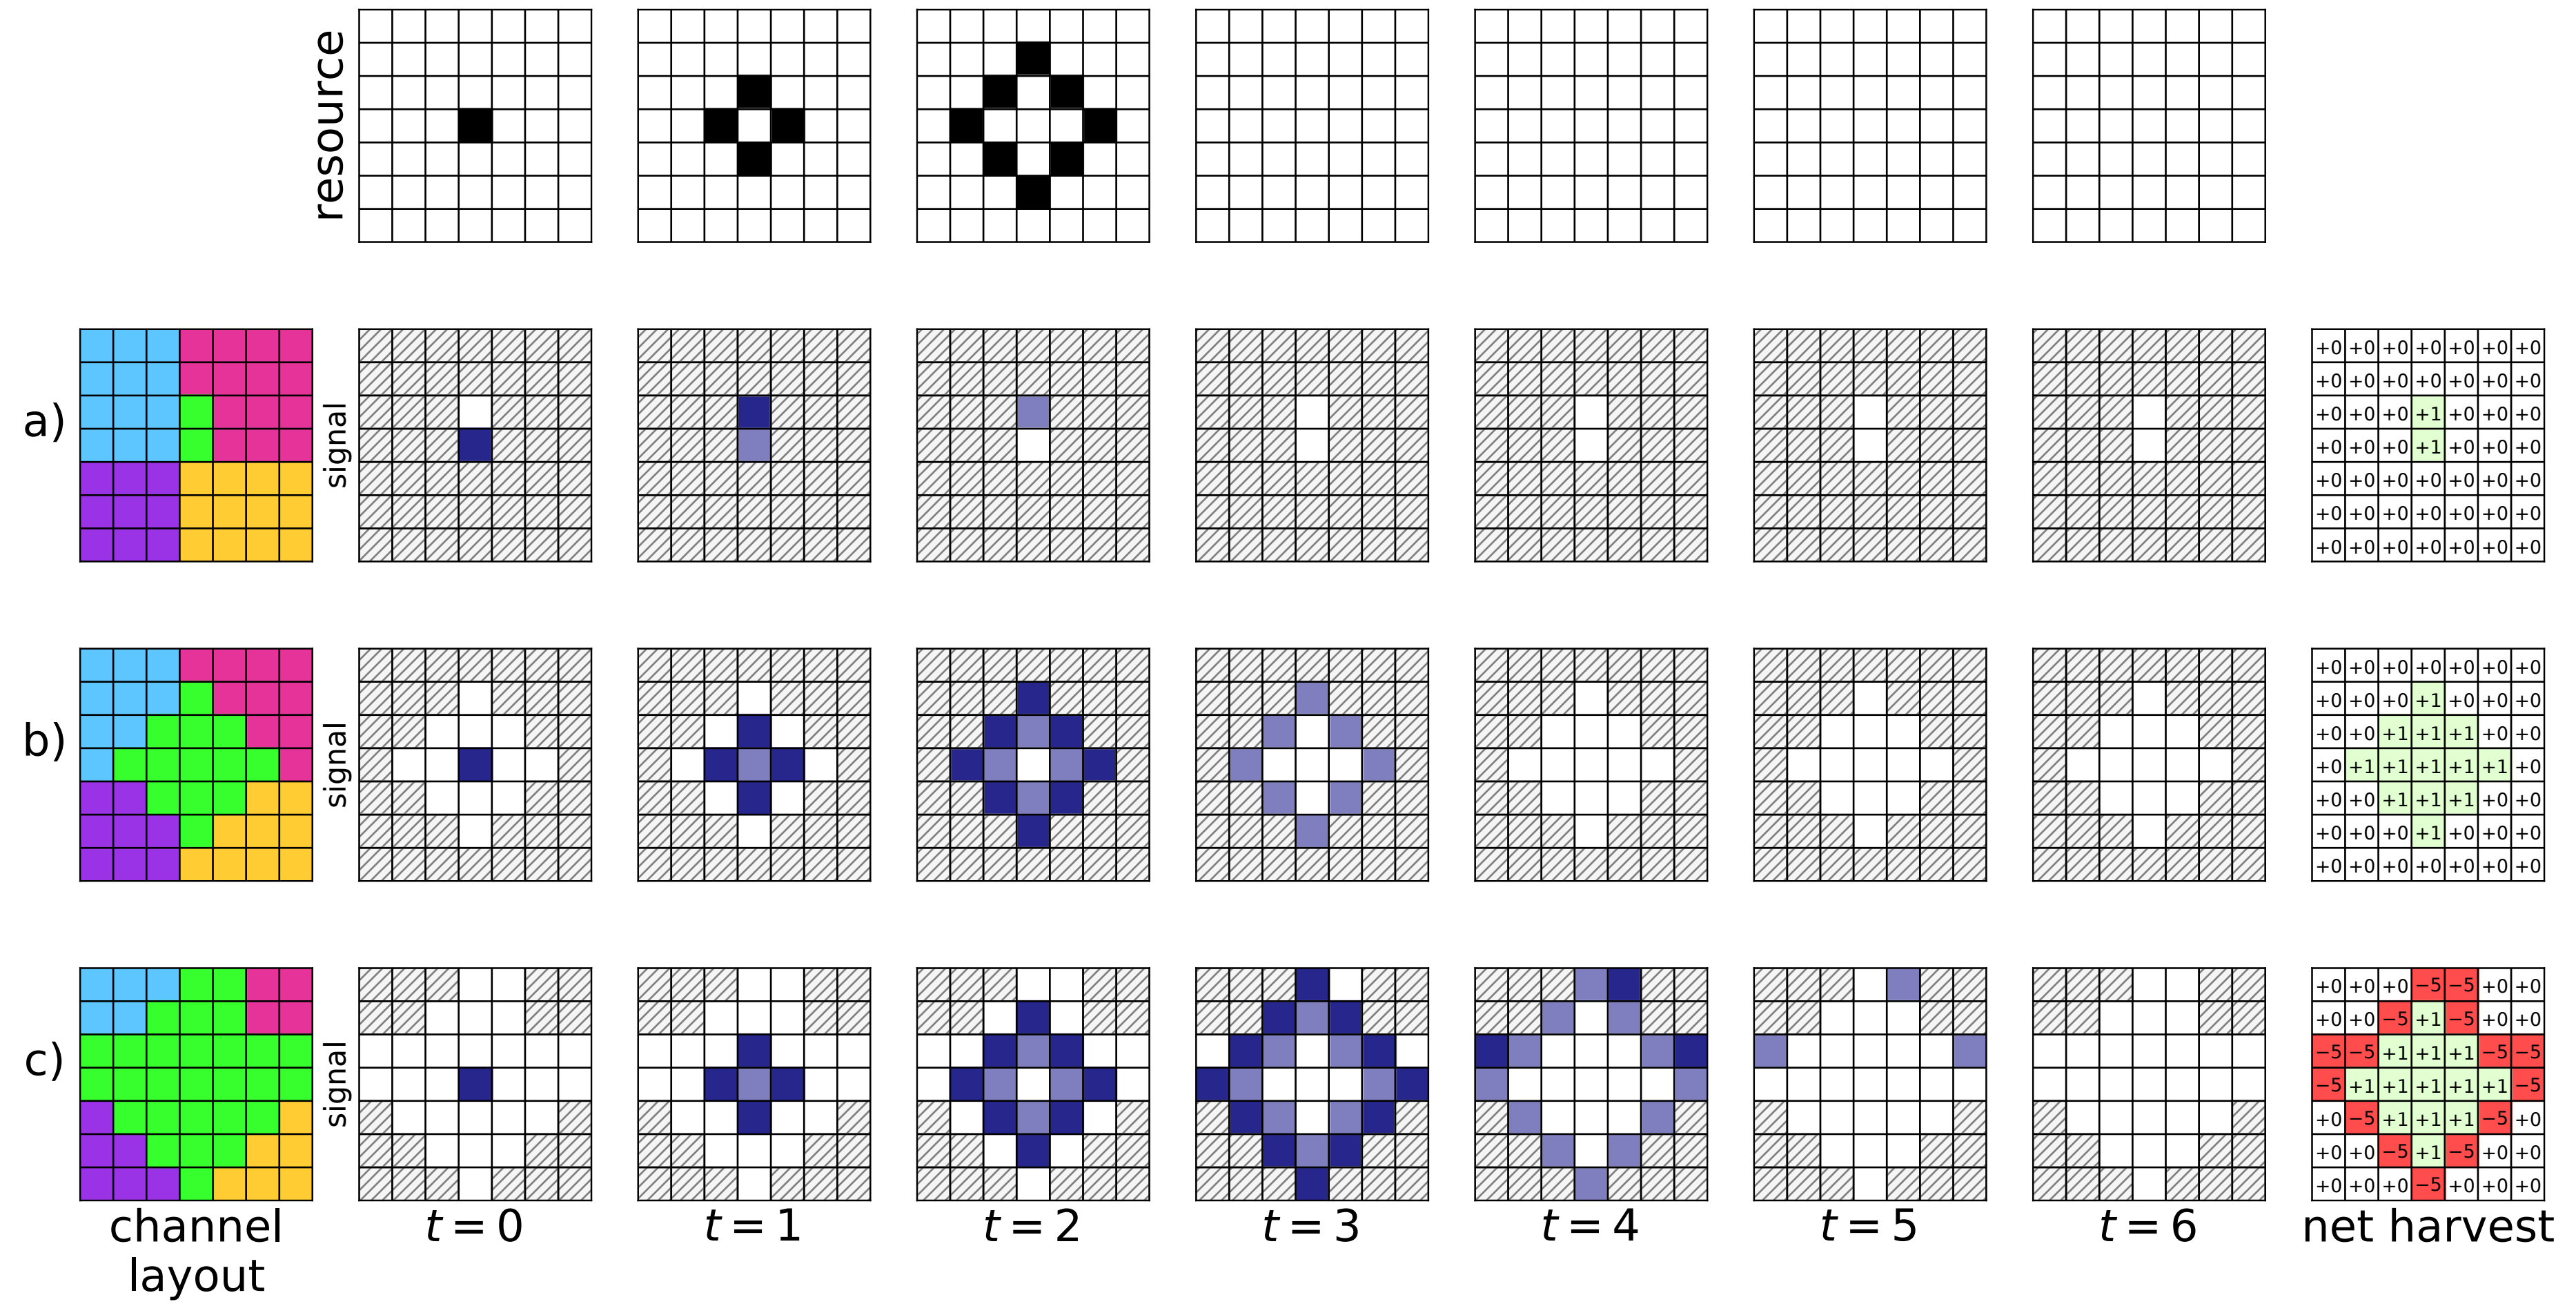 resource
a)
signal
+0 +0 +0 +0 +0 +0 +0
+0 +0 +0 +0 +0 +0 +0
+0 +0 +0 +1 +0 +0 +0
+0 +0 +0 +1 +0 +0 +0
+0 +0 +0 +0 +0 +0 +0
+0 +0 +0 +0 +0 +0 +0
+0 +0 +0 +0 +0 +0 +0
b)
signal
+0 +0 +0 +0 +0 +0 +0
+0 +0 +0 +1 +0 +0 +0
+0 +0 +1 +1 +1 +0 +0
+0 +1 +1 +1 +1 +1 +0
+0 +0 +1 +1 +1 +0 +0
+0 +0 +0 +1 +0 +0 +0
+0 +0 +0 +0 +0 +0 +0
c)
signal
+0 +0 +0 −5 −5 +0 +0
+0 +0 −5 +1 −5 +0 +0
−5 −5 +1 +1 +1 −5 −5
−5 +1 +1 +1 +1 +1 −5
+0 −5 +1 +1 +1 −5 +0
+0 +0 −5 +1 −5 +0 +0
+0 +0 +0 −5 +0 +0 +0
channel
layout
t = 0
t = 1
t = 2
t = 3
t = 4
t = 5
t = 6
net harvest